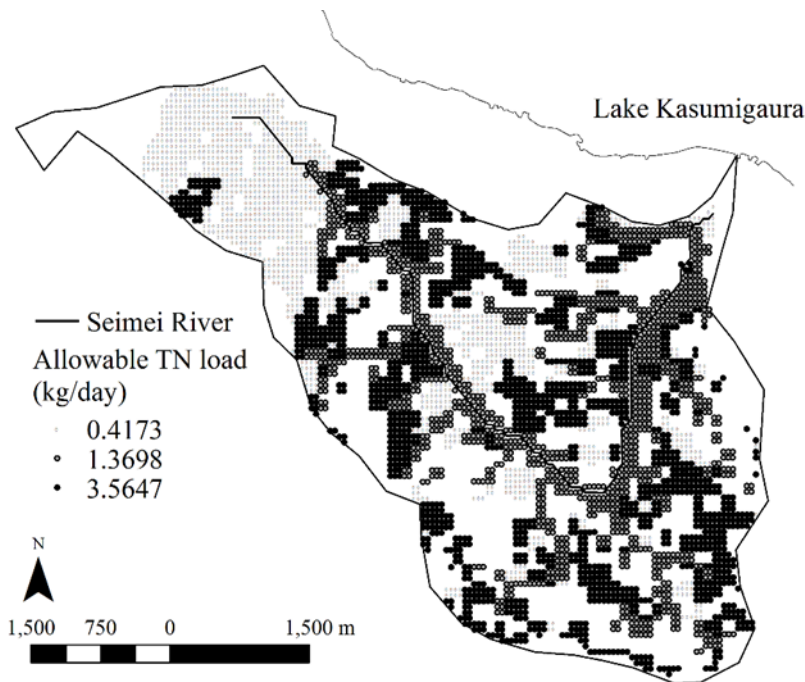 Lake Kasumigaura
Seimei River
Allowable TN load
(kg/day)
0.4173
1.3698
3.5647
N
1,500 750 0 1,500 m